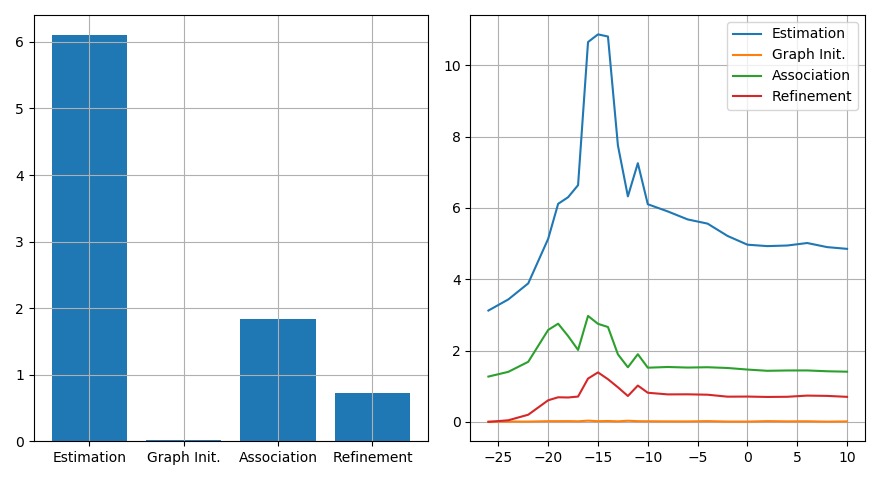 6
5
4
3
2
1
0
Estimation Graph Init. Association Refinement
10
8
6
4
2
0
−25 −20 −15 −10 −5 0 5 10
Estimation
Graph Init.
Association
Refinement